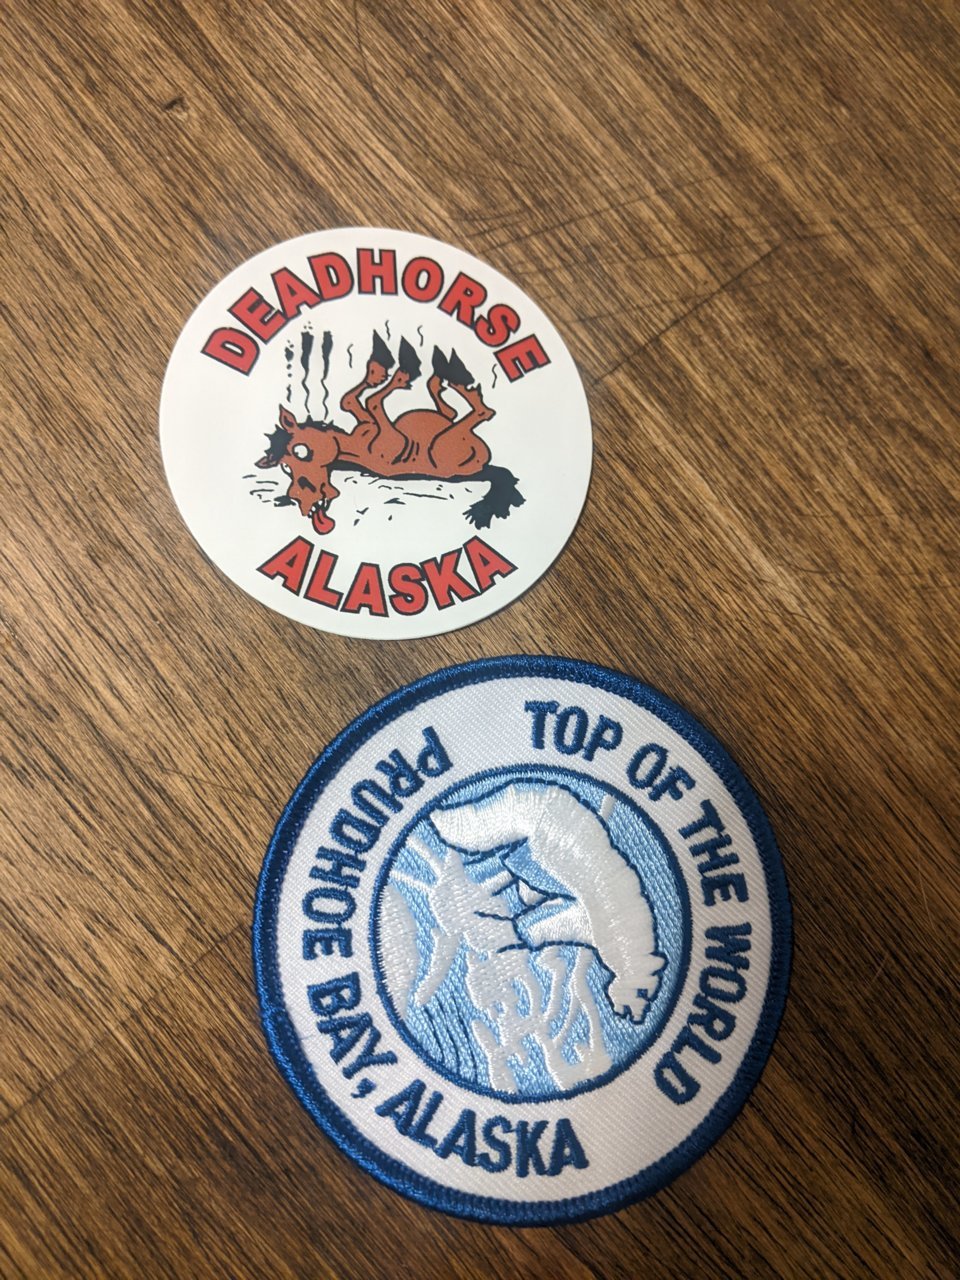 DEADHORSE
ALASKA
TOP OF THE WORLD
PRUDHOE BAY, ALASKA